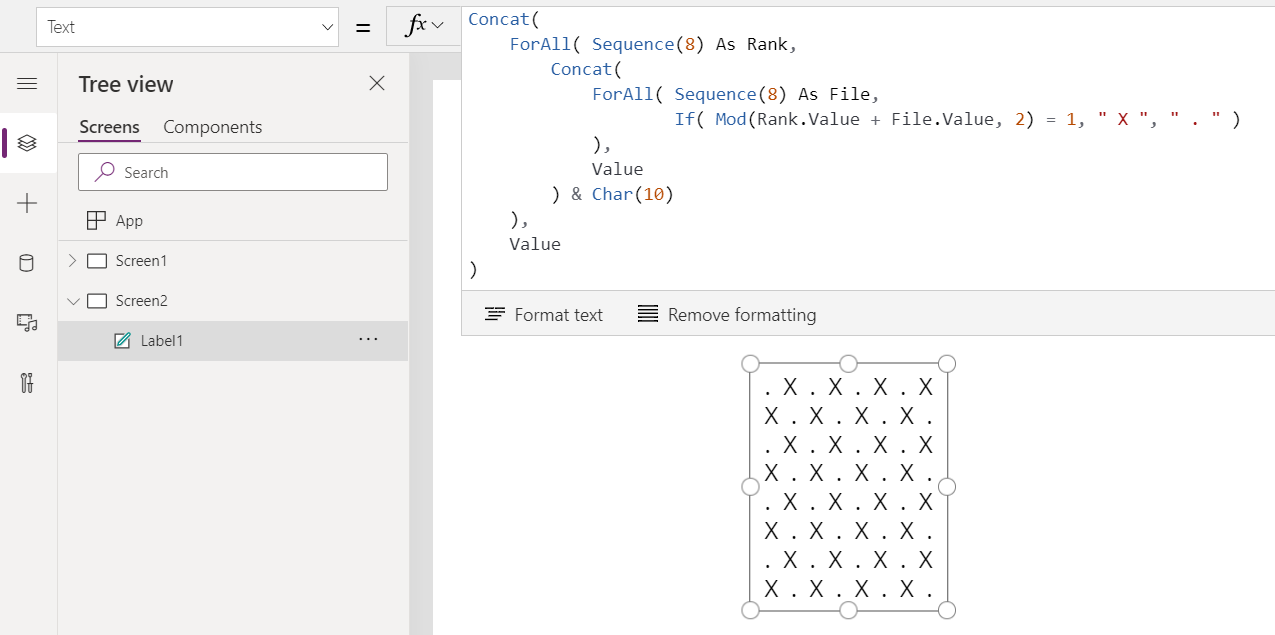 Text
=
fx
Concat(
    ForAll( Sequence(8) As Rank,
        Concat(
            ForAll( Sequence(8) As File,
                    If( Mod(Rank.Value + File.Value, 2) = 1, " X ", " . " )
            ),
            Value
        ) & Char(10)
    ),
    Value
)
Format text
Remove formatting
Tree view
Screens
Components
Search
App
Screen1
Screen2
Label1
...
. X . X . X . X
X . X . X . X .
. X . X . X . X
X . X . X . X .
. X . X . X . X
X . X . X . X .
. X . X . X . X
X . X . X . X .